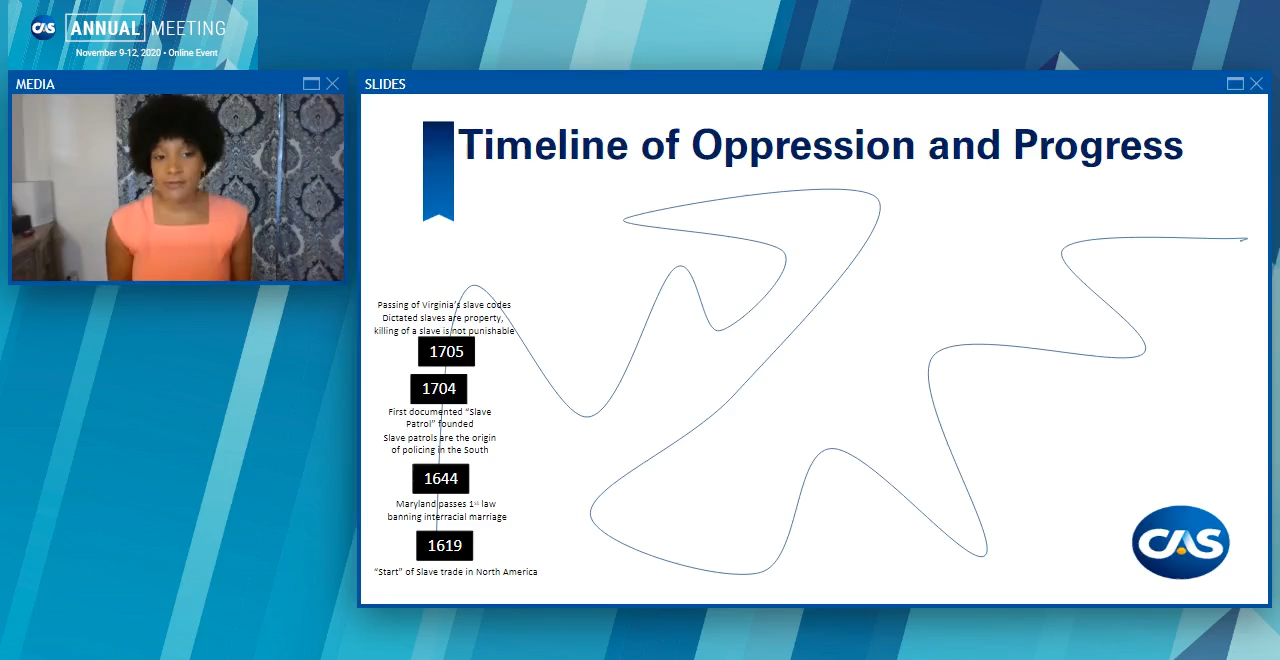 CAS ANNUAL MEETING
November 9-12, 2020 • Online Event
MEDIA
SLIDES
Timeline of Oppression and Progress
Passing of Virginia's slave codes
Dictated slaves are property,
killing of a slave is not punishable
1705
1704
First documented “Slave
Patrol” founded
Slave patrols are the origin
of policing in the South
1644
Maryland passes 1st law
banning interracial marriage
1619
“Start” of Slave trade in North America
CAS